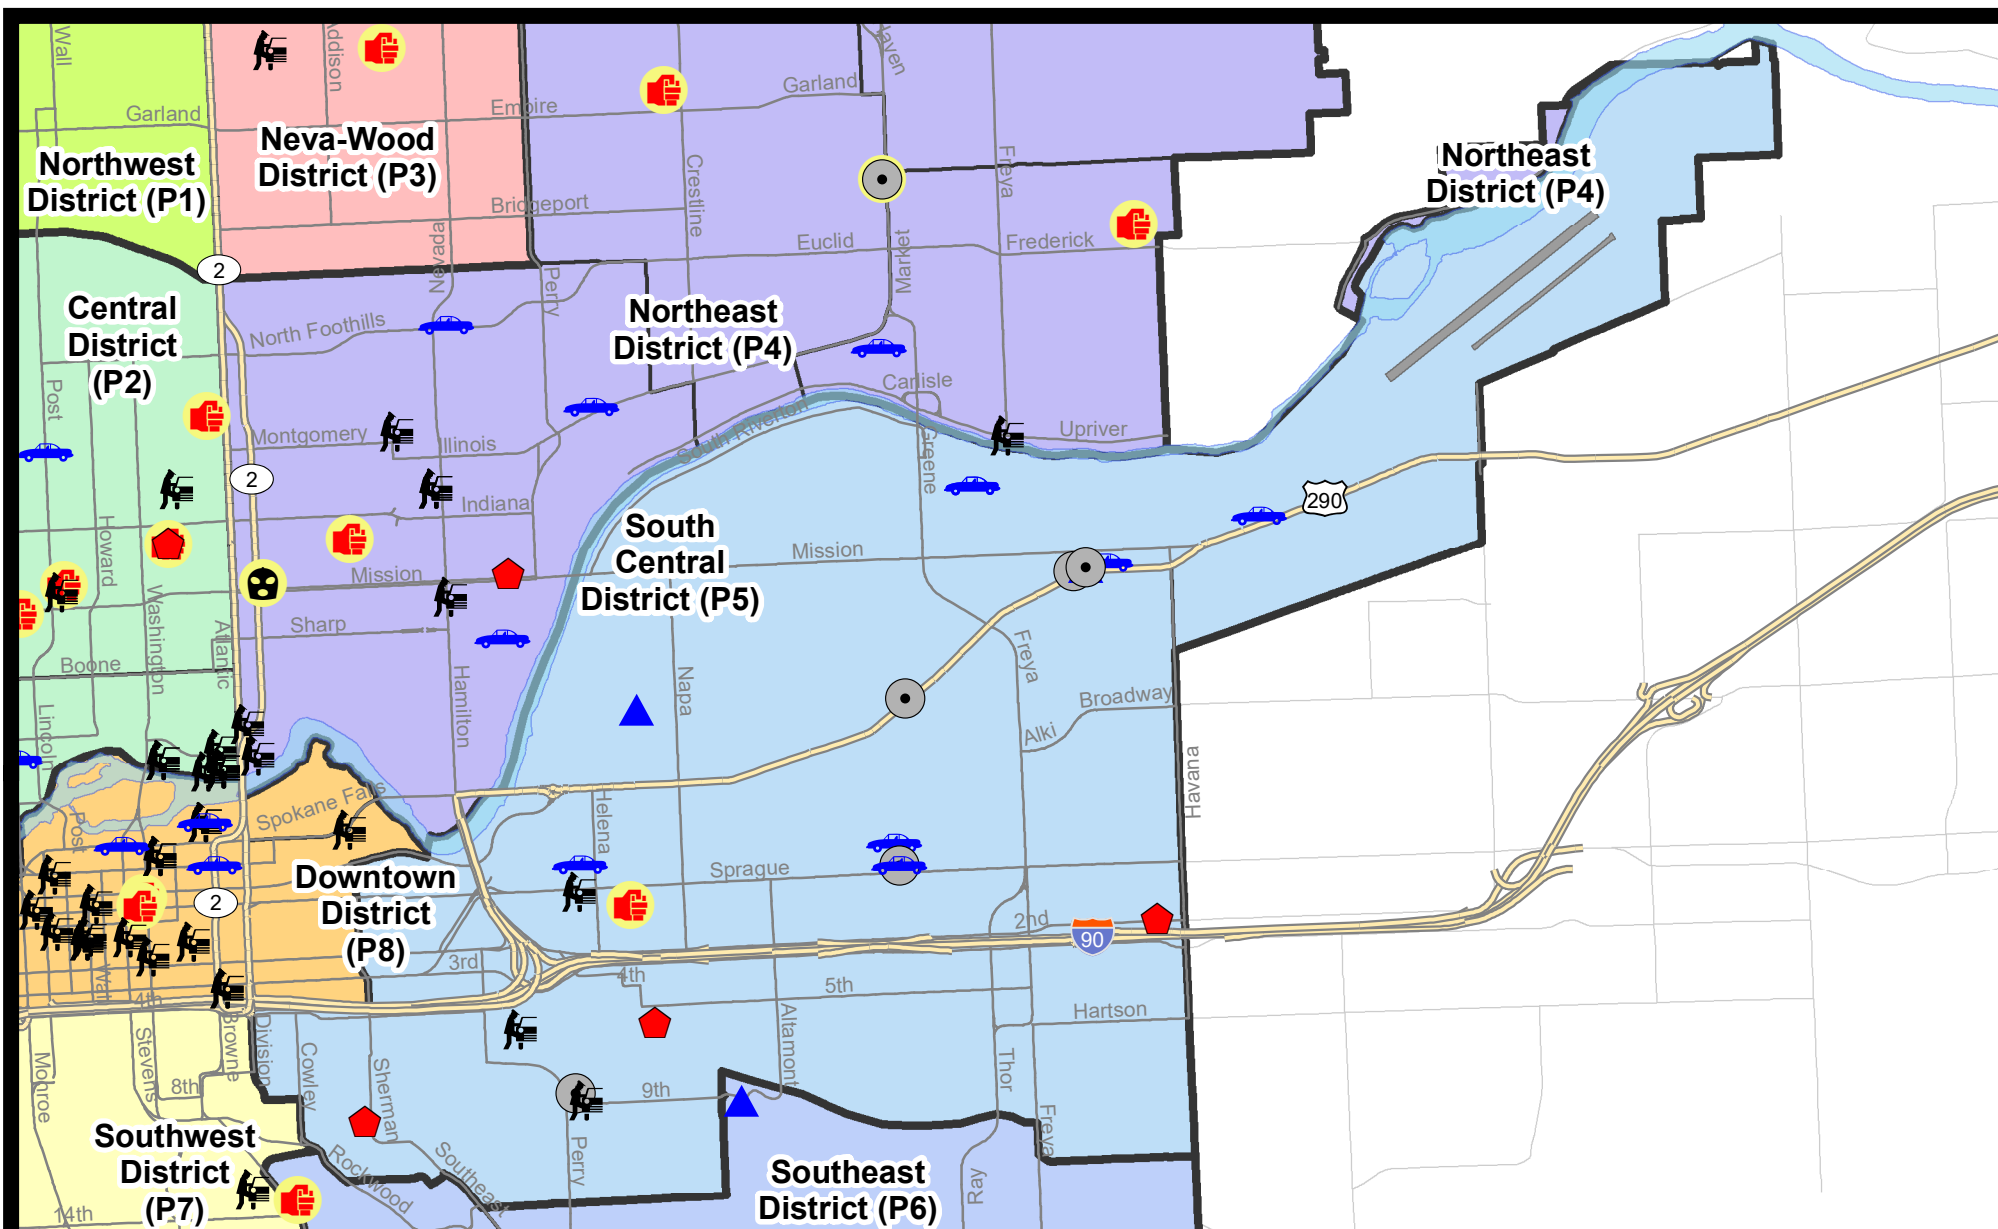 Wall
Addison
Haven
Garland
Empire
Garland
Neva-Wood
District (P3)
Northwest
District (P1)
Northeast
District (P4)
Crestline
Freya
Bridgeport
Euclid
Frederick
Nevada
Perry
Market
2
Central
District
(P2)
North Foothills
Northeast
District (P4)
Post
Carlisle
South Riverton
Upriver
Montgomery
Illinois
Greene
2
Indiana
290
South
Central
District (P5)
Howard
Mission
Mission
Washington
Sharp
Atlantic
Freya
Boone
Hamilton
Napa
Broadway
Lincoln
Alki
Havana
Spokane Falls
Post
Helena
Sprague
Downtown
District
(P8)
2
2nd
90
3rd
4th
Wall
4th
5th
Altamont
Hartson
Browne
Division
Stevens
Monroe
Cowley
Sherman
Thor
8th
9th
Freya
Southwest
District
(P7)
Rockwood
Southeast
Perry
Southeast
District (P6)
Ray
14th